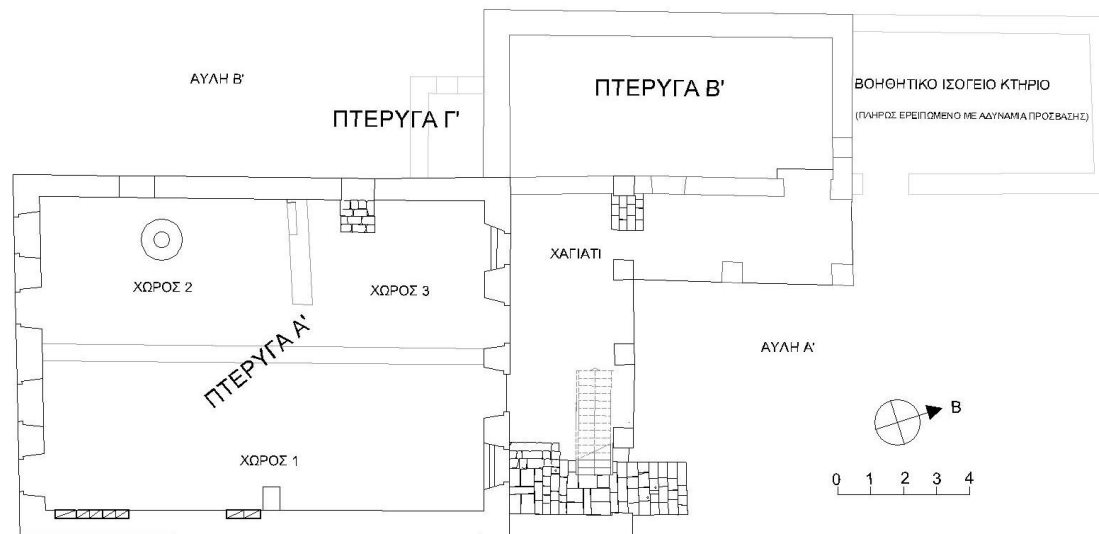 ΑΥΛΗ Β'
ΠΤΕΡΥΓΑ Γ'
ΠΤΕΡΥΓΑ Β'
ΒΟΗΘΗΤΙΚΟ ΙΣΟΓΕΙΟ ΚΤΗΡΙΟ
(ΠΛΗΡΩΣ ΕΡΕΙΠΩΜΕΝΟ ΜΕ ΑΔΥΝΑΜΙΑ ΠΡΟΣΒΑΣΗΣ)
ΧΩΡΟΣ 2
ΧΩΡΟΣ 3
ΧΑΓΙΑΤΙ
ΠΤΕΡΥΓΑ Α'
ΑΥΛΗ Α'
ΧΩΡΟΣ 1
Β
0 1 2 3 4